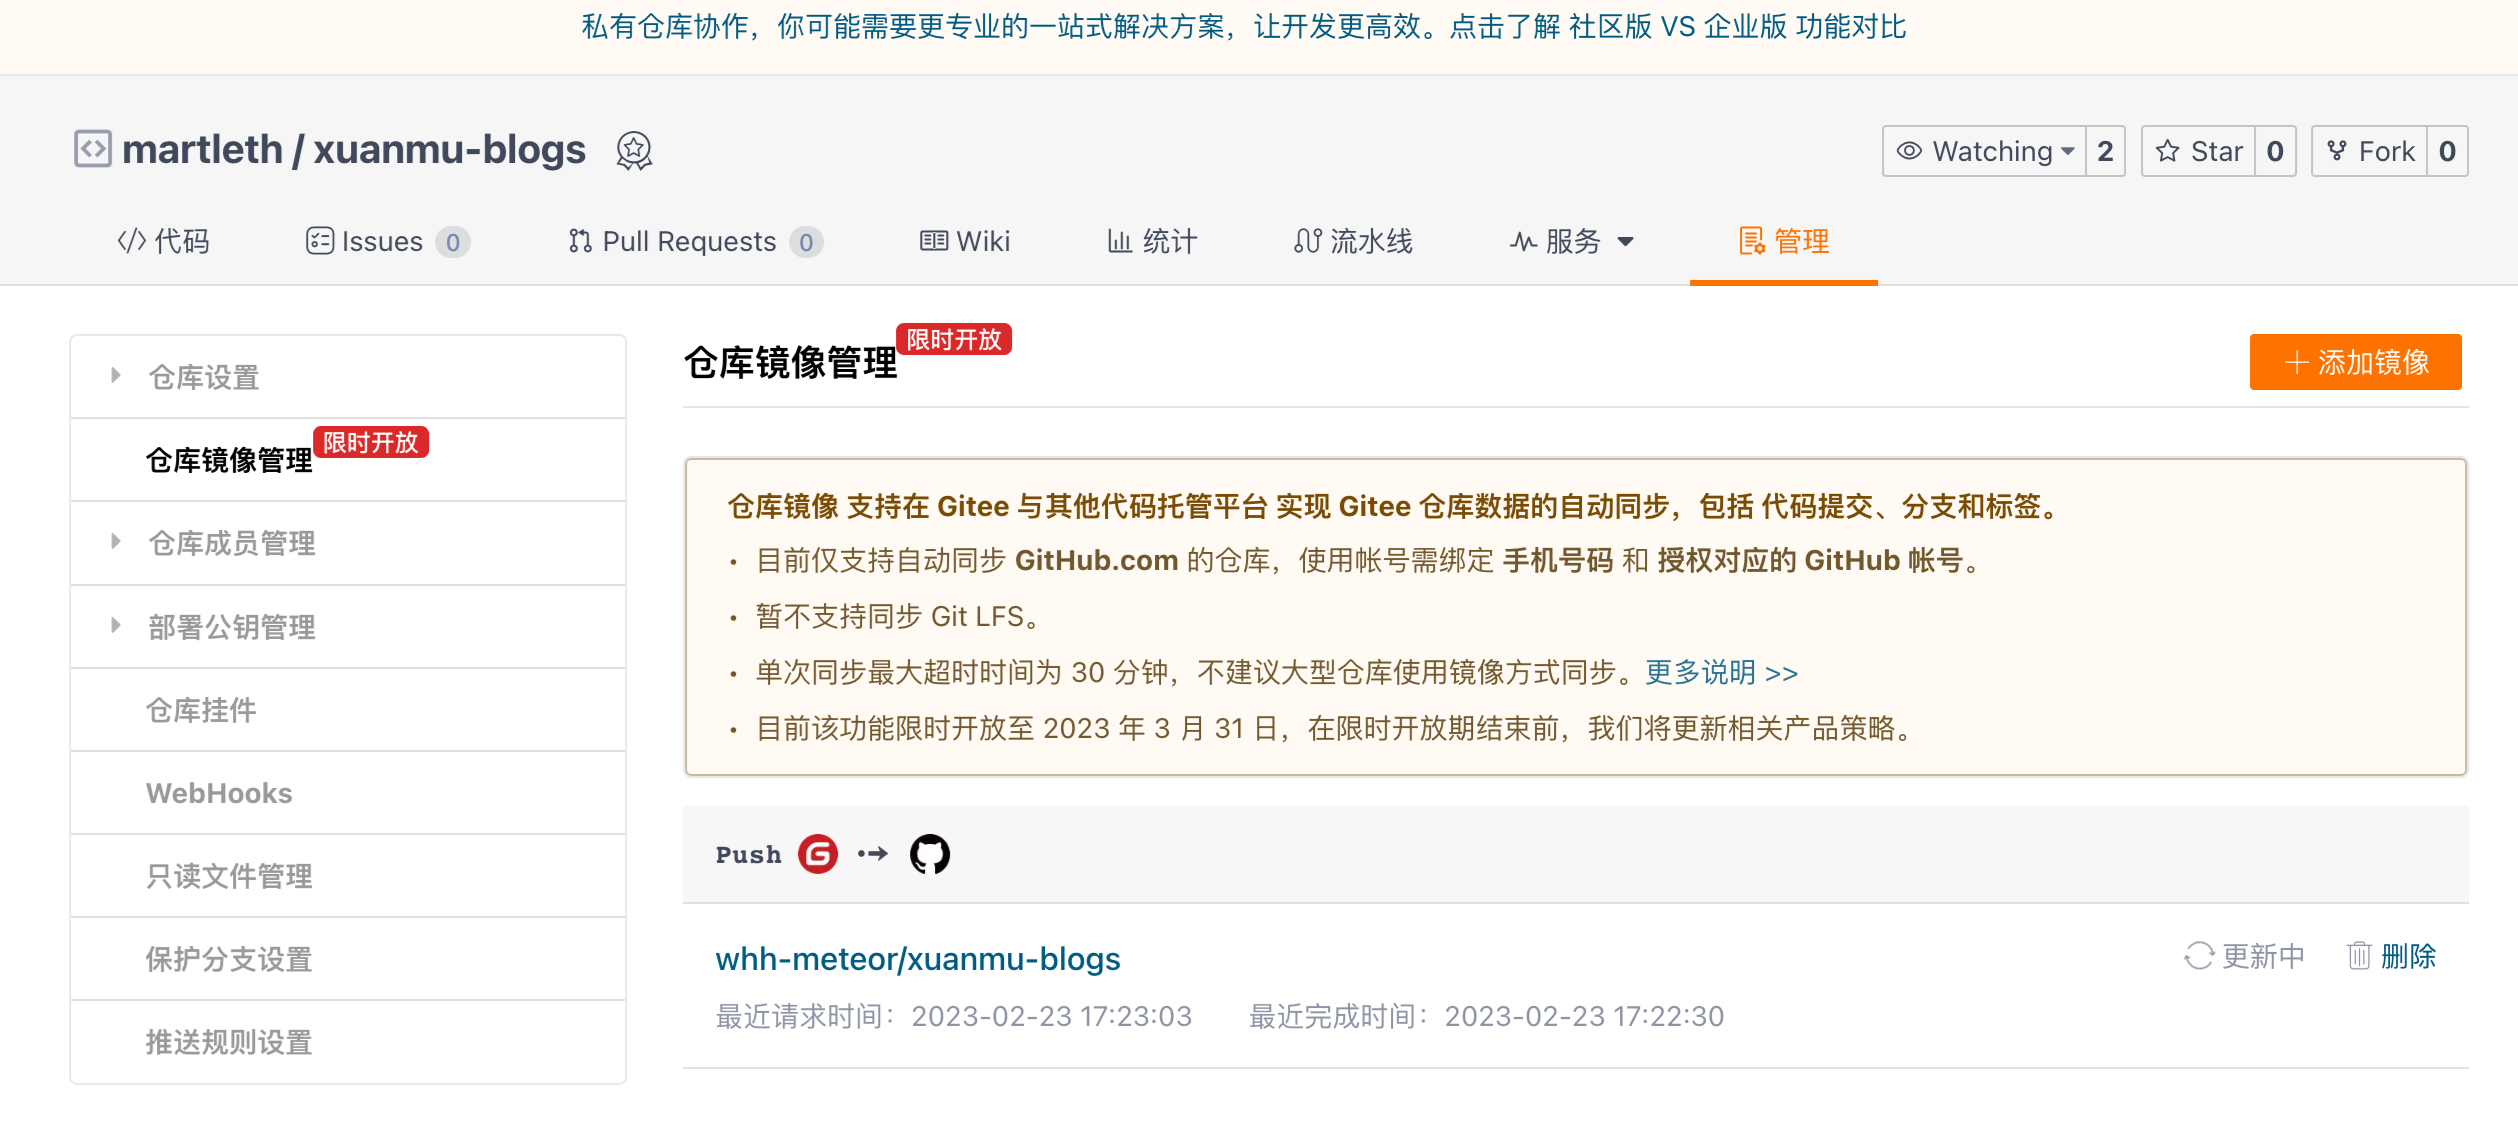 私有仓库协作，你可能需要更专业的一站式解决方案，让开发更高效。点击了解 社区版 VS 企业版 功能对比
martleth / xuanmu-blogs
Watching 2 Star 0 Fork 0
代码 Issues 0 Pull Requests 0 Wiki 统计 流水线 服务 管理
仓库设置
仓库镜像管理 限时开放
仓库成员管理
部署公钥管理
仓库挂件
WebHooks
只读文件管理
保护分支设置
推送规则设置
仓库镜像管理 限时开放
添加镜像
仓库镜像 支持在 Gitee 与其他代码托管平台 实现 Gitee 仓库数据的自动同步，包括 代码提交、分支和标签。
• 目前仅支持自动同步 GitHub.com 的仓库，使用帐号需绑定 手机号码 和 授权对应的 GitHub 帐号。
• 暂不支持同步 Git LFS。
• 单次同步最大超时时间为 30 分钟，不建议大型仓库使用镜像方式同步。更多说明 >>
• 目前该功能限时开放至 2023 年 3 月 31 日，在限时开放期结束前，我们将更新相关产品策略。
Push
whh-meteor/xuanmu-blogs
更新中 删除
最近请求时间：2023-02-23 17:23:03 最近完成时间：2023-02-23 17:22:30